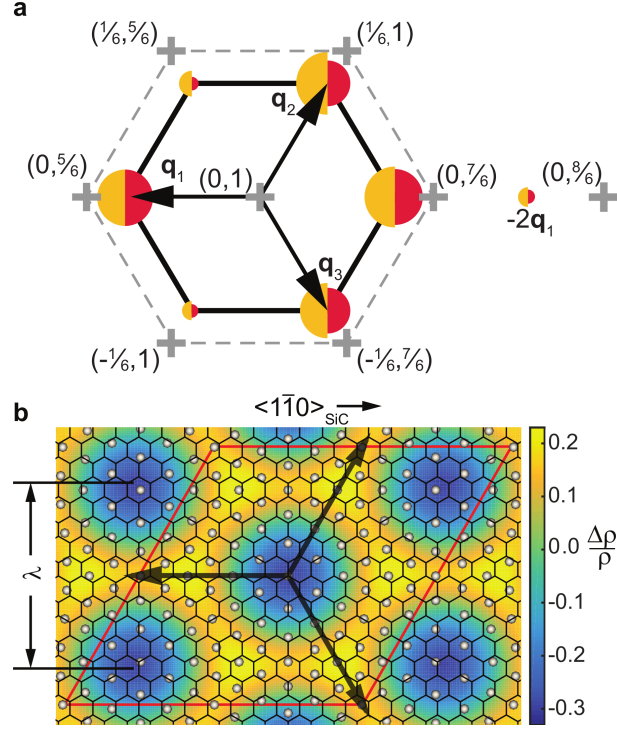 a
(1/6,5/6)
(1/6,1)
q2
(0,5/6)
q1
(0,1)
(0,7/6)
(0,8/6)
-2q1
q3
(-1/6,1)
(-1/6,7/6)
<11̄0>SiC
b
λ
0.2
0.1
0.0
-0.1
-0.2
-0.3
Δρ
ρ